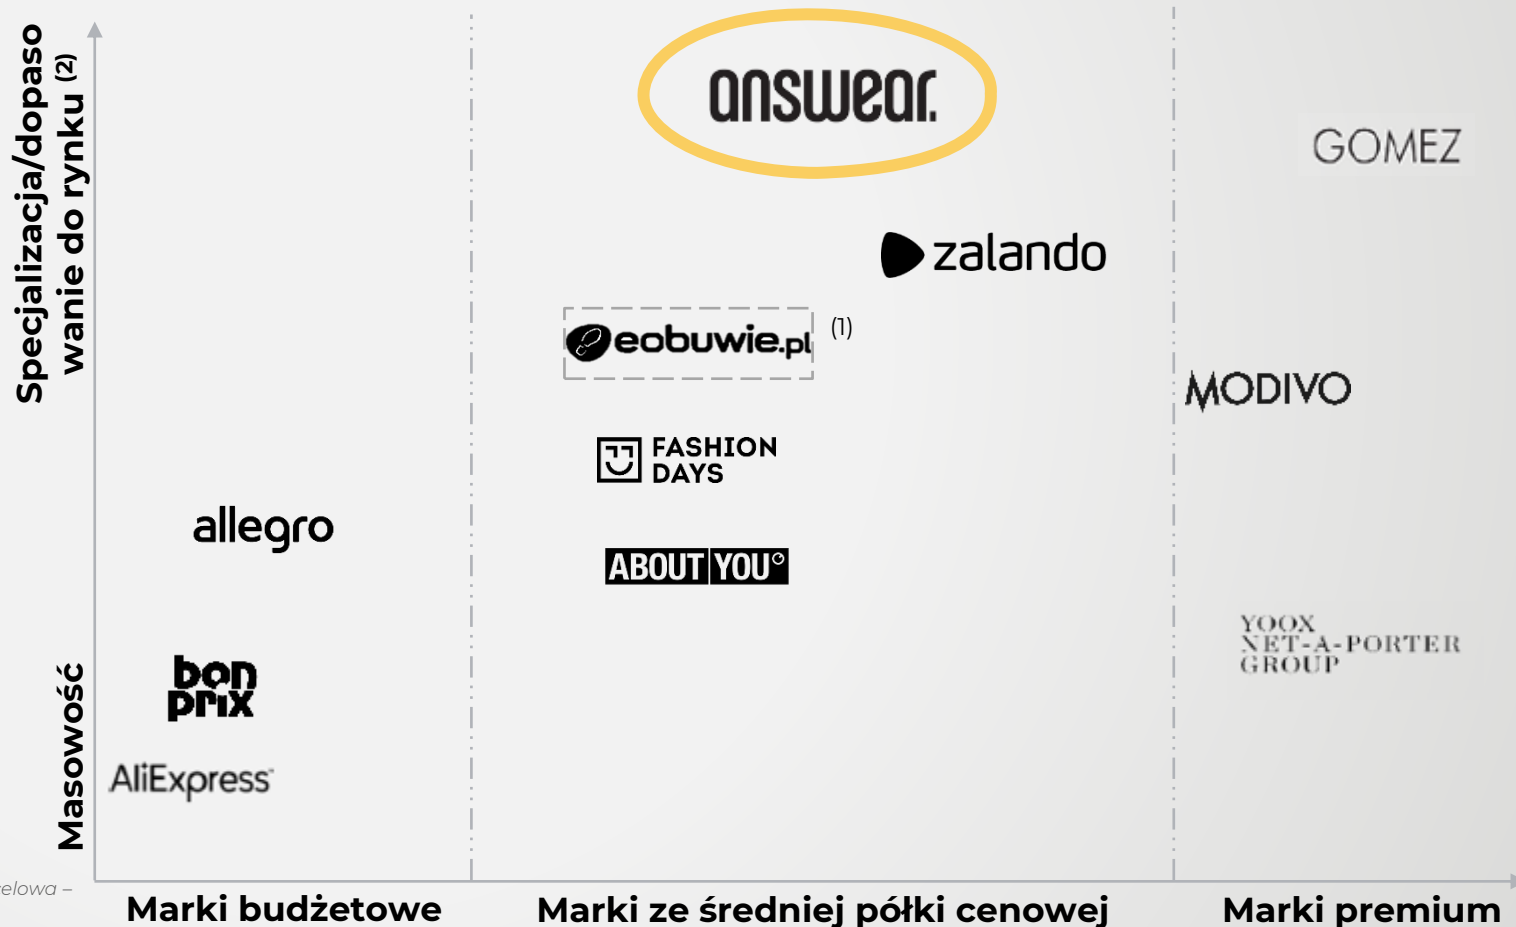 Specjalizacja/dopaso
wanie do rynku (2)
answear.
GOMEZ
zalando
eobuwie.pl
(1)
MODIVO
FASHION
DAYS
allegro
ABOUT YOU
YOOX
NET-A-PORTER
GROUP
Masowość
bon
prix
AliExpress
elowa –
Marki budżetowe
Marki ze średniej półki cenowej
Marki premium